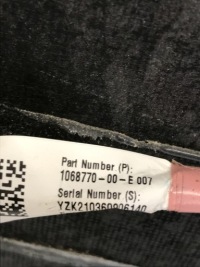 Part Number (P):
1068770-00-E 007
Serial Number (S):